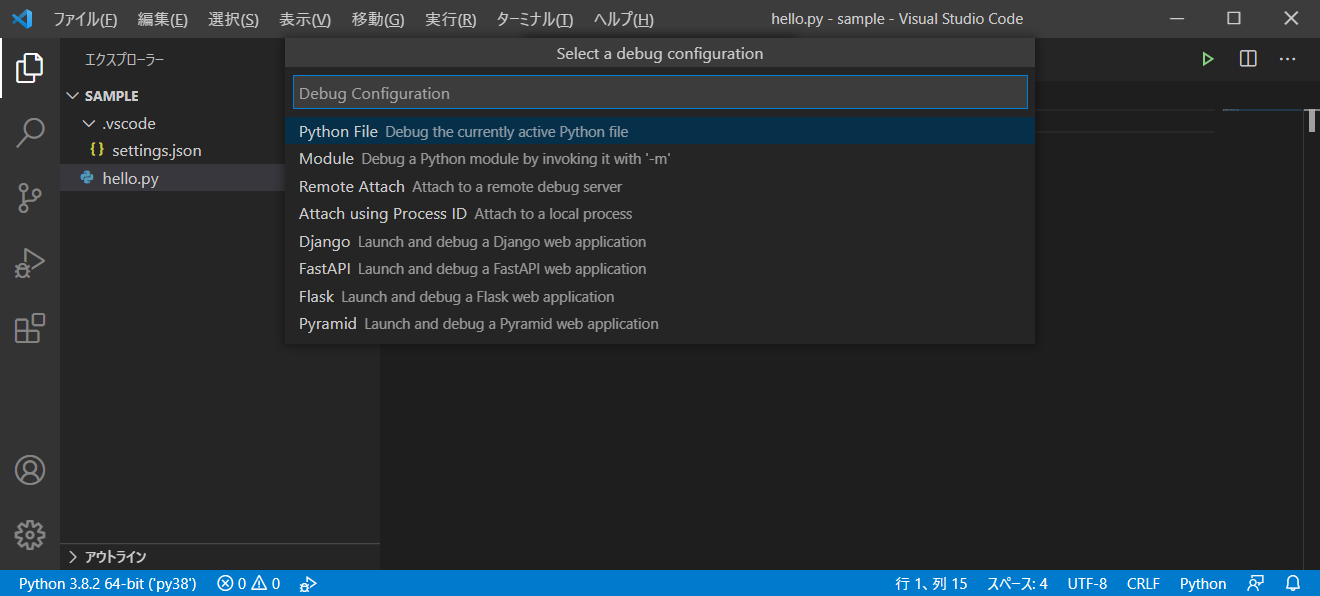 ファイル(F) 編集(E) 選択(S) 表示(V) 移動(G) 実行(R) ターミナル(T) ヘルプ(H) hello.py - sample - Visual Studio Code
エクスプローラー
SAMPLE
.vscode
{} settings.json
hello.py
Select a debug configuration
Debug Configuration
Python File Debug the currently active Python file
Module Debug a Python module by invoking it with '-m'
Remote Attach Attach to a remote debug server
Attach using Process ID Attach to a local process
Django Launch and debug a Django web application
FastAPI Launch and debug a FastAPI web application
Flask Launch and debug a Flask web application
Pyramid Launch and debug a Pyramid web application
アウトライン
Python 3.8.2 64-bit ('py38') 0 0 行 1、列 15 スペース: 4 UTF-8 CRLF Python